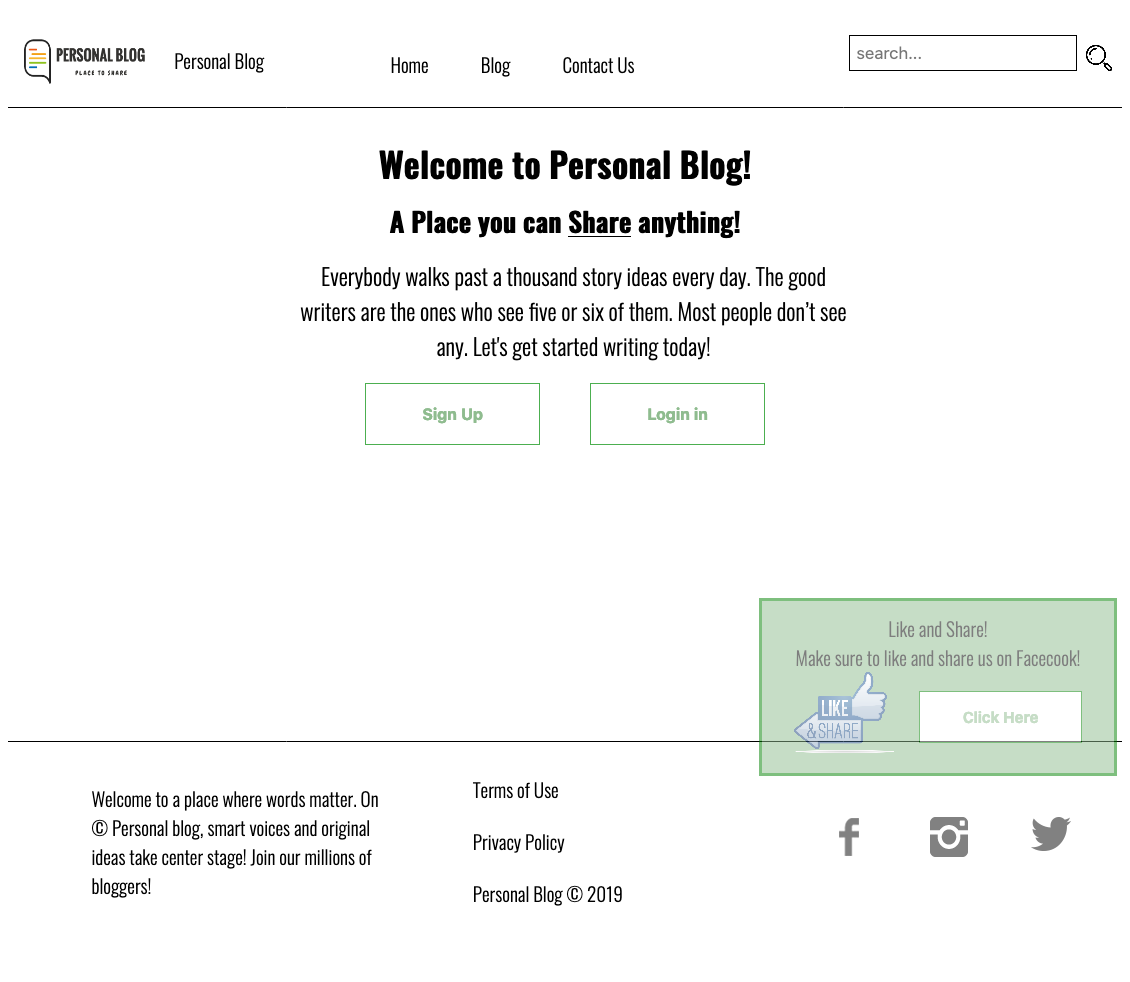 PERSONAL BLOG
PLACE TO SHARE
Personal Blog
Home
Blog
Contact Us
search...
Welcome to Personal Blog!
A Place you can Share anything!
Everybody walks past a thousand story ideas every day. The good
writers are the ones who see five or six of them. Most people don’t see
any. Let's get started writing today!
Sign Up
Login in
Like and Share!
Make sure to like and share us on Facecook!
LIKE
& SHARE
Click Here
Welcome to a place where words matter. On
© Personal blog, smart voices and original
ideas take center stage! Join our millions of
bloggers!
Terms of Use
Privacy Policy
Personal Blog © 2019